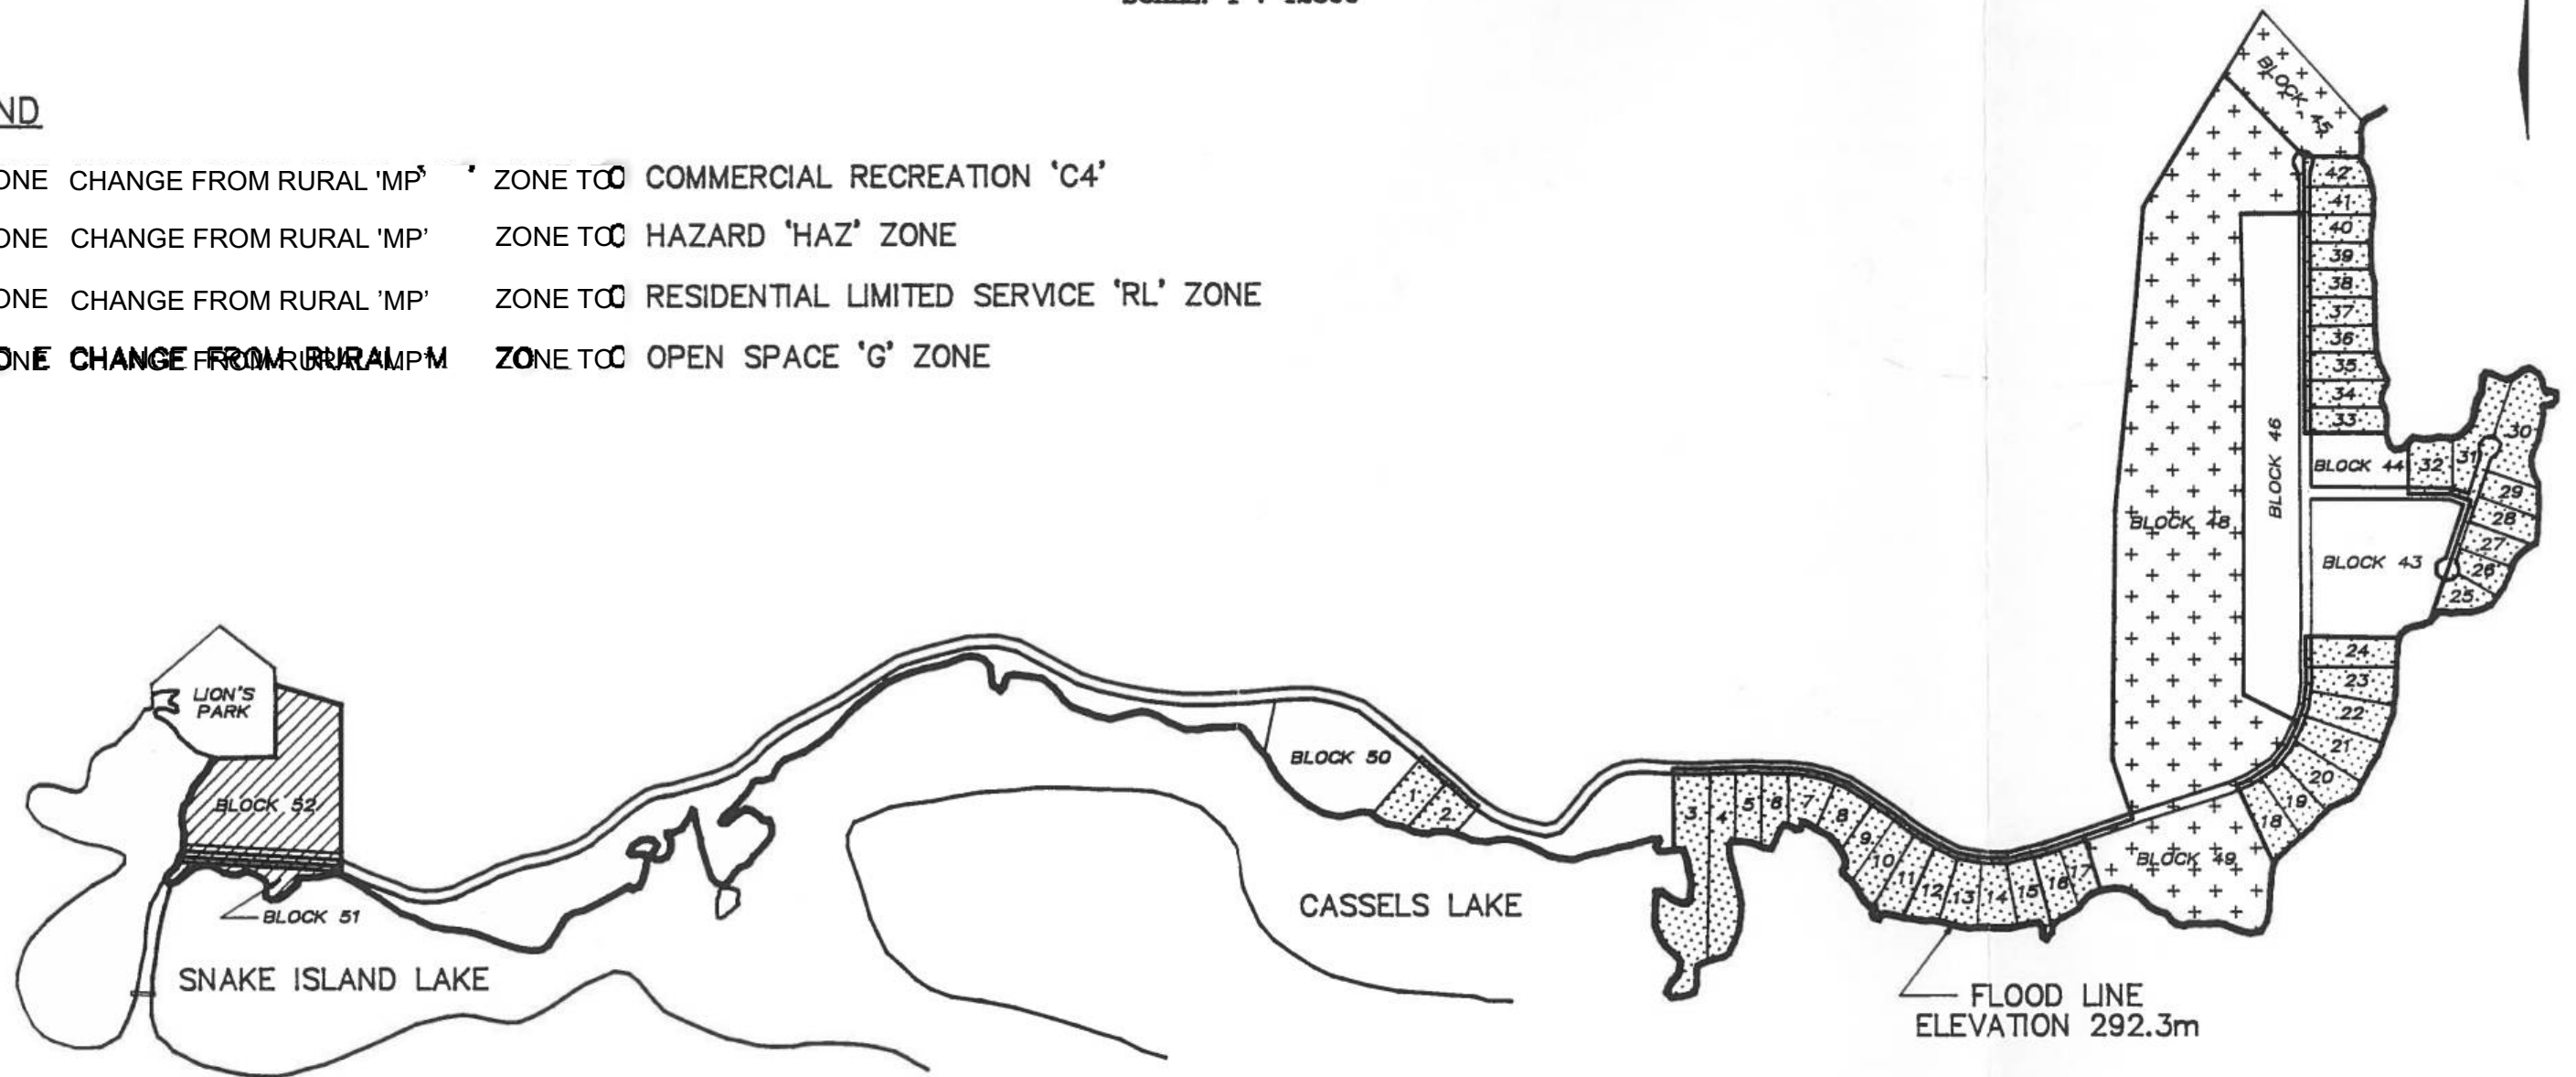 ND
ONE CHANGE FROM RURAL 'MP' ZONE TO COMMERCIAL RECREATION 'C4'
ONE CHANGE FROM RURAL 'MP' ZONE TO HAZARD 'HAZ' ZONE
ONE CHANGE FROM RURAL 'MP' ZONE TO RESIDENTIAL LIMITED SERVICE 'RL' ZONE
ONE CHANGE FROM RURAL 'MP' ZONE TO OPEN SPACE 'G' ZONE
BLOCK
42
41
40
39
38
37
36
35
34
33
BLOCK 46
BLOCK 44
32
31
30
29
28
27
26
25
BLOCK 48
BLOCK 43
24
23
22
21
20
19
18
LION'S
PARK
BLOCK 52
BLOCK 51
SNAKE ISLAND LAKE
BLOCK 50
1
2
CASSELS LAKE
3
4
5
6
7
8
9
10
11
12
13
14
15
16
17
BLOCK 49
FLOOD LINE
ELEVATION 292.3m